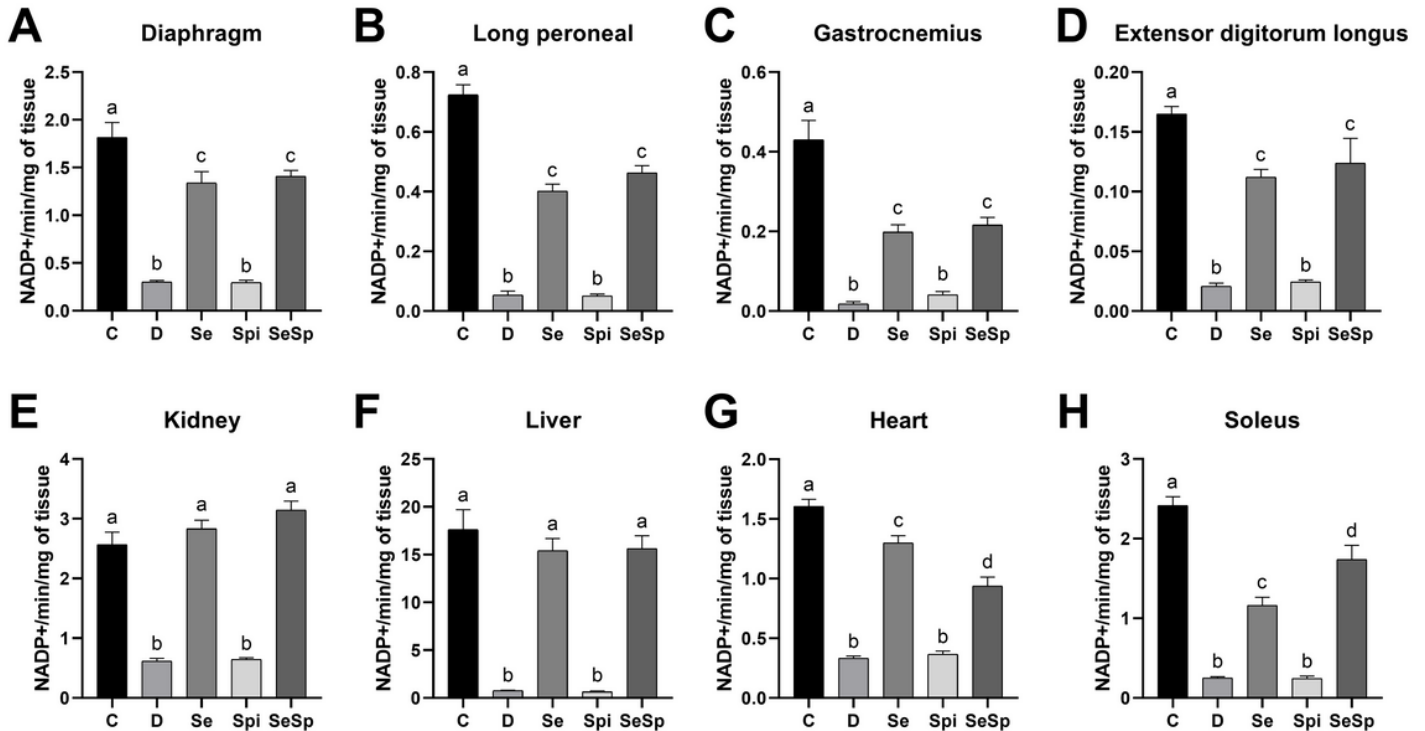 A Diaphragm
NADP+/min/mg of tissue
2.5
2.0
1.5
1.0
0.5
0.0
a
b
c
b
c
C D Se Spi SeSp
B Long peroneal
NADP+/min/mg of tissue
0.8
0.6
0.4
0.2
0.0
a
b
c
b
c
C D Se Spi SeSp
C Gastrocnemius
NADP+/min/mg of tissue
0.6
0.4
0.2
0.0
a
b
c
b
c
C D Se Spi SeSp
D Extensor digitorum longus
NADP+/min/mg of tissue
0.20
0.15
0.10
0.05
0.00
a
b
c
b
c
C D Se Spi SeSp
E Kidney
NADP+/min/mg of tissue
4
3
2
1
0
a
b
a
b
a
C D Se Spi SeSp
F Liver
NADP+/min/mg of tissue
25
20
15
10
5
0
a
b
a
b
a
C D Se Spi SeSp
G Heart
NADP+/min/mg of tissue
2.0
1.5
1.0
0.5
0.0
a
b
c
b
d
C D Se Spi SeSp
H Soleus
NADP+/min/mg of tissue
3
2
1
0
a
b
c
b
d
C D Se Spi SeSp